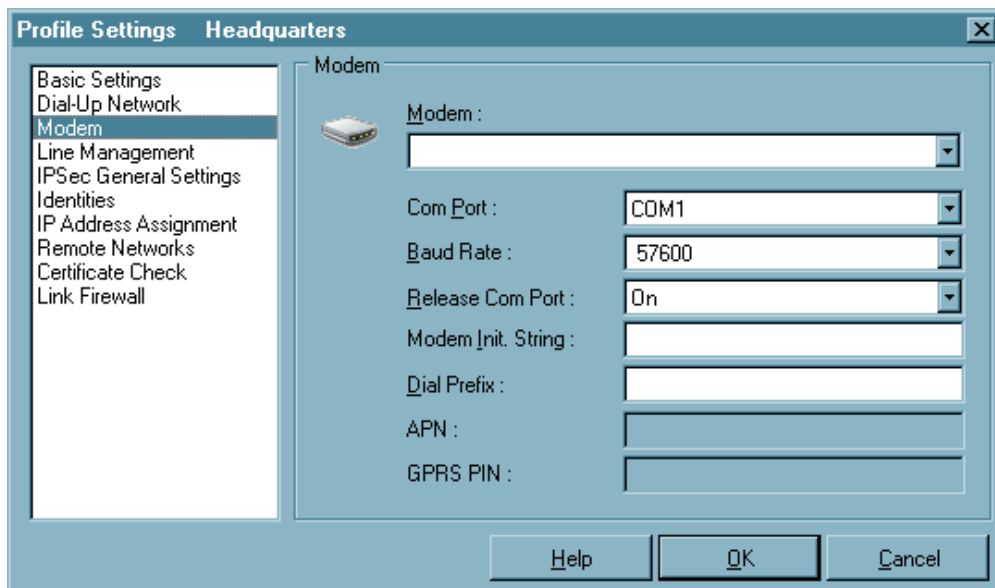 Profile Settings Headquarters
Basic Settings
Dial-Up Network
Modem
Line Management
IPSec General Settings
Identities
IP Address Assignment
Remote Networks
Certificate Check
Link Firewall
Modem
Modem :
Com Port : COM1
Baud Rate : 57600
Release Com Port : On
Modem Init. String :
Dial Prefix :
APN :
GPRS PIN :
Help OK Cancel